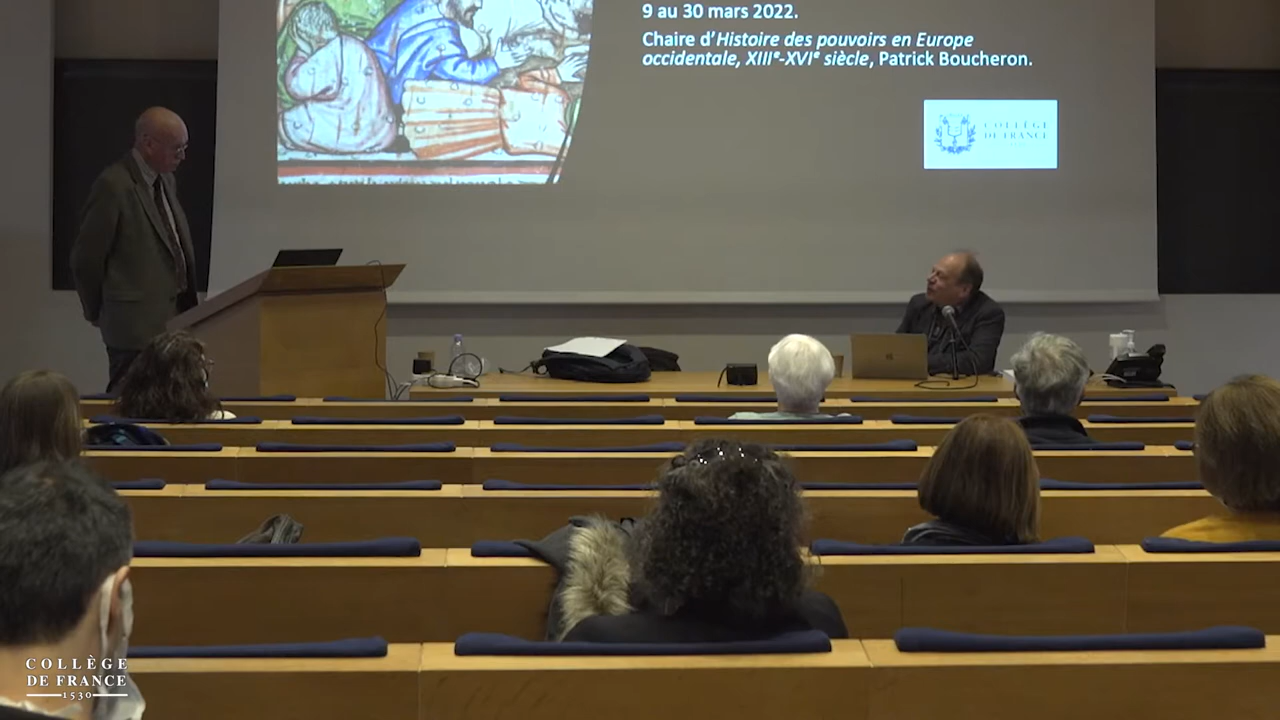 9 au 30 mars 2022.
Chaire d'Histoire des pouvoirs en Europe
occidentale, XIIIᵉ-XVIᵉ siècle, Patrick Boucheron.
COLLÈGE
DE FRANCE
COLLÈGE
DE FRANCE
1530